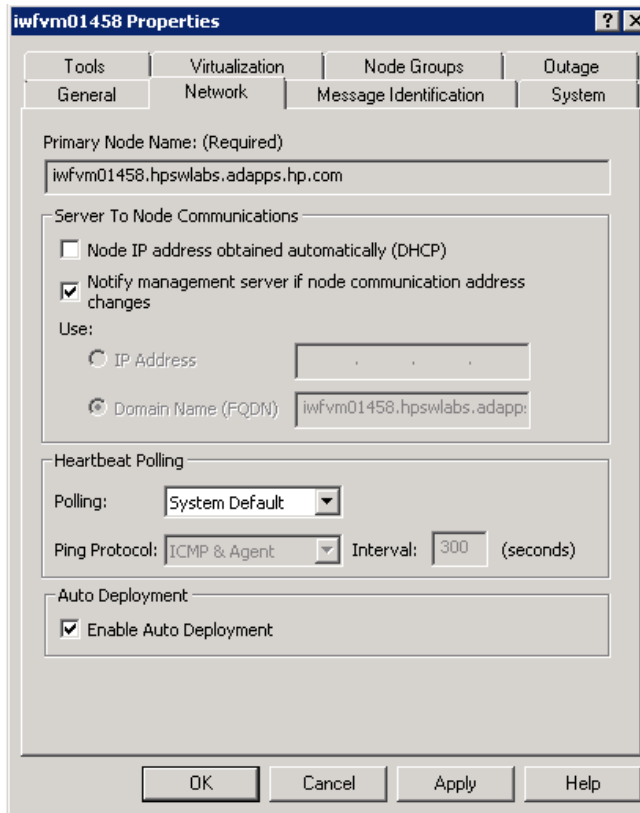 iwfvm01458 Properties
Tools Virtualization Node Groups Outage
General Network Message Identification System
Primary Node Name: (Required)
iwfvm01458.hpswlabs.adapps.hp.com
Server To Node Communications
Node IP address obtained automatically (DHCP)
Notify management server if node communication address
changes
Use:
IP Address . . .
Domain Name (FQDN) iwfvm01458.hpswlabs.adapps
Heartbeat Polling
Polling: System Default
Ping Protocol: ICMP & Agent Interval: 300 (seconds)
Auto Deployment
Enable Auto Deployment
OK Cancel Apply Help